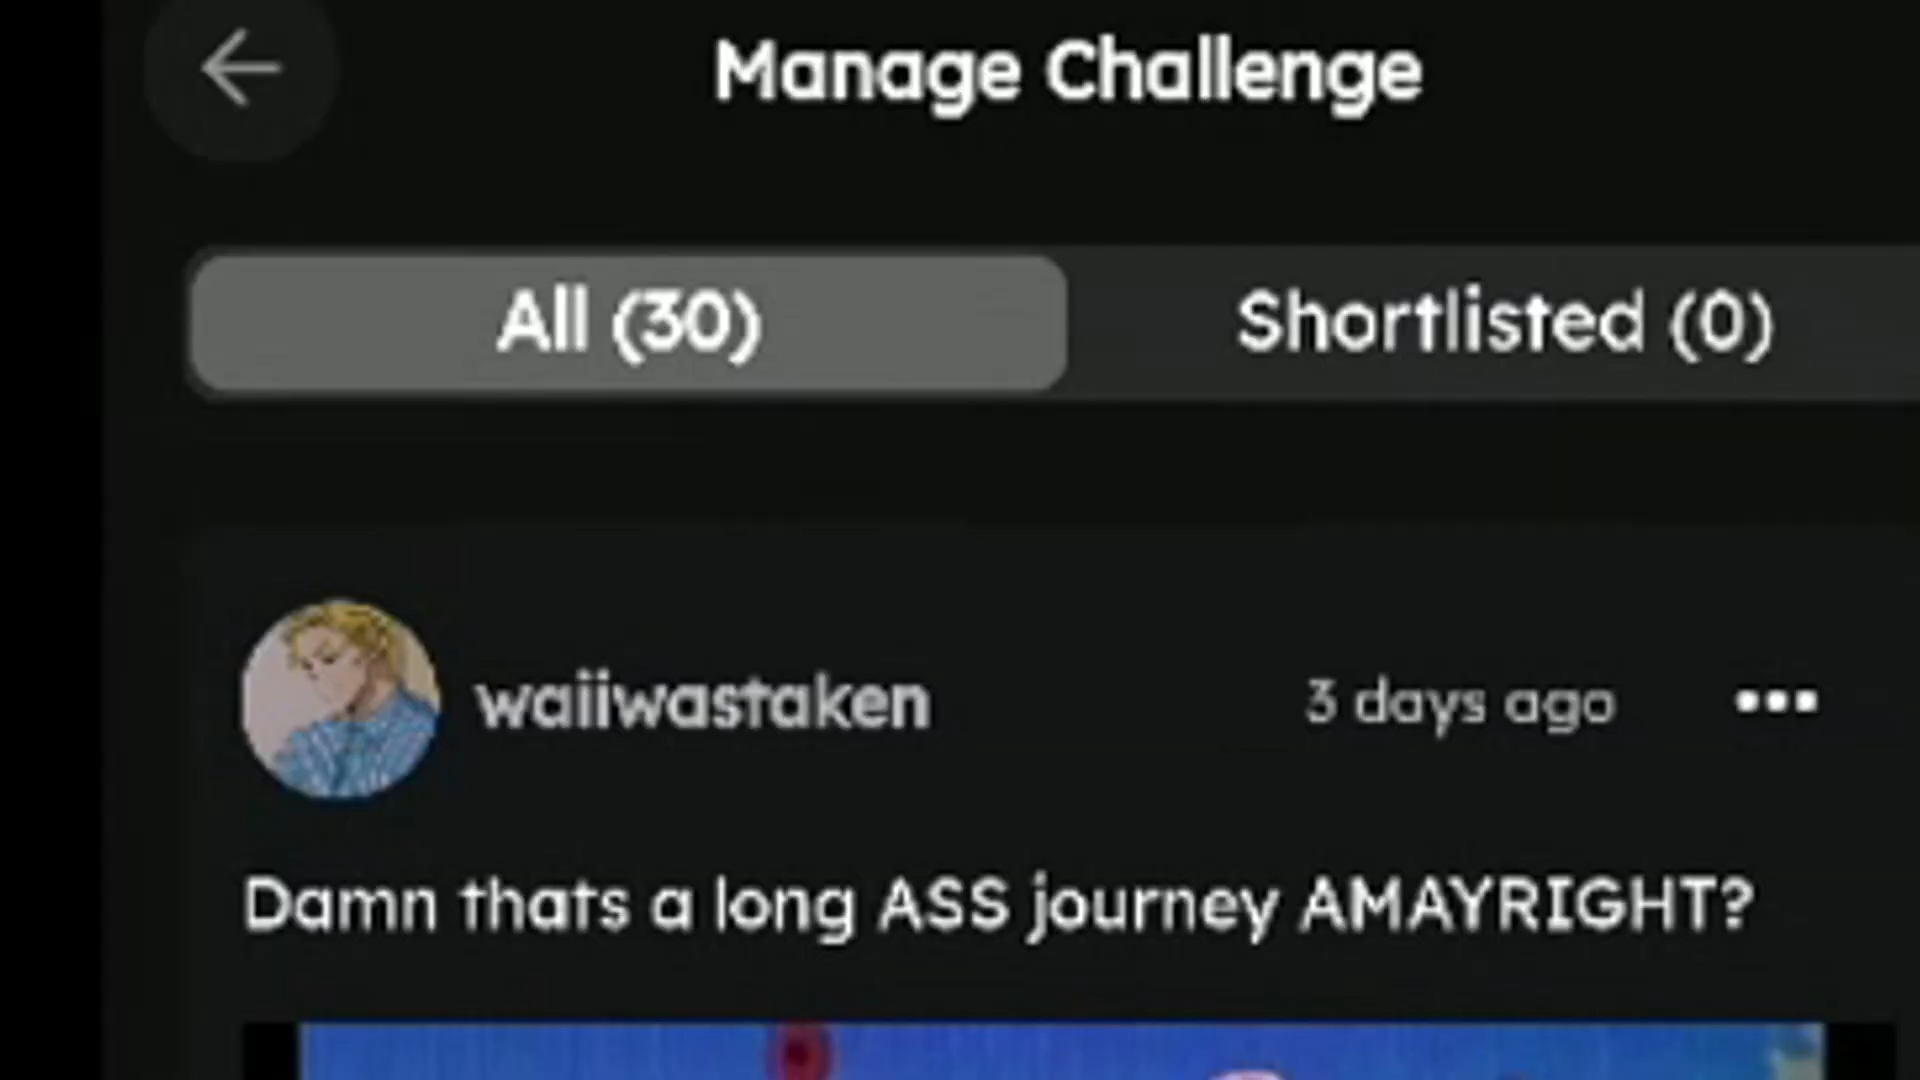 Manage Challenge
All (30)
Shortlisted (0)
waiiwastaken
3 days ago
Damn thats a long ASS journey AMAYRIGHT?